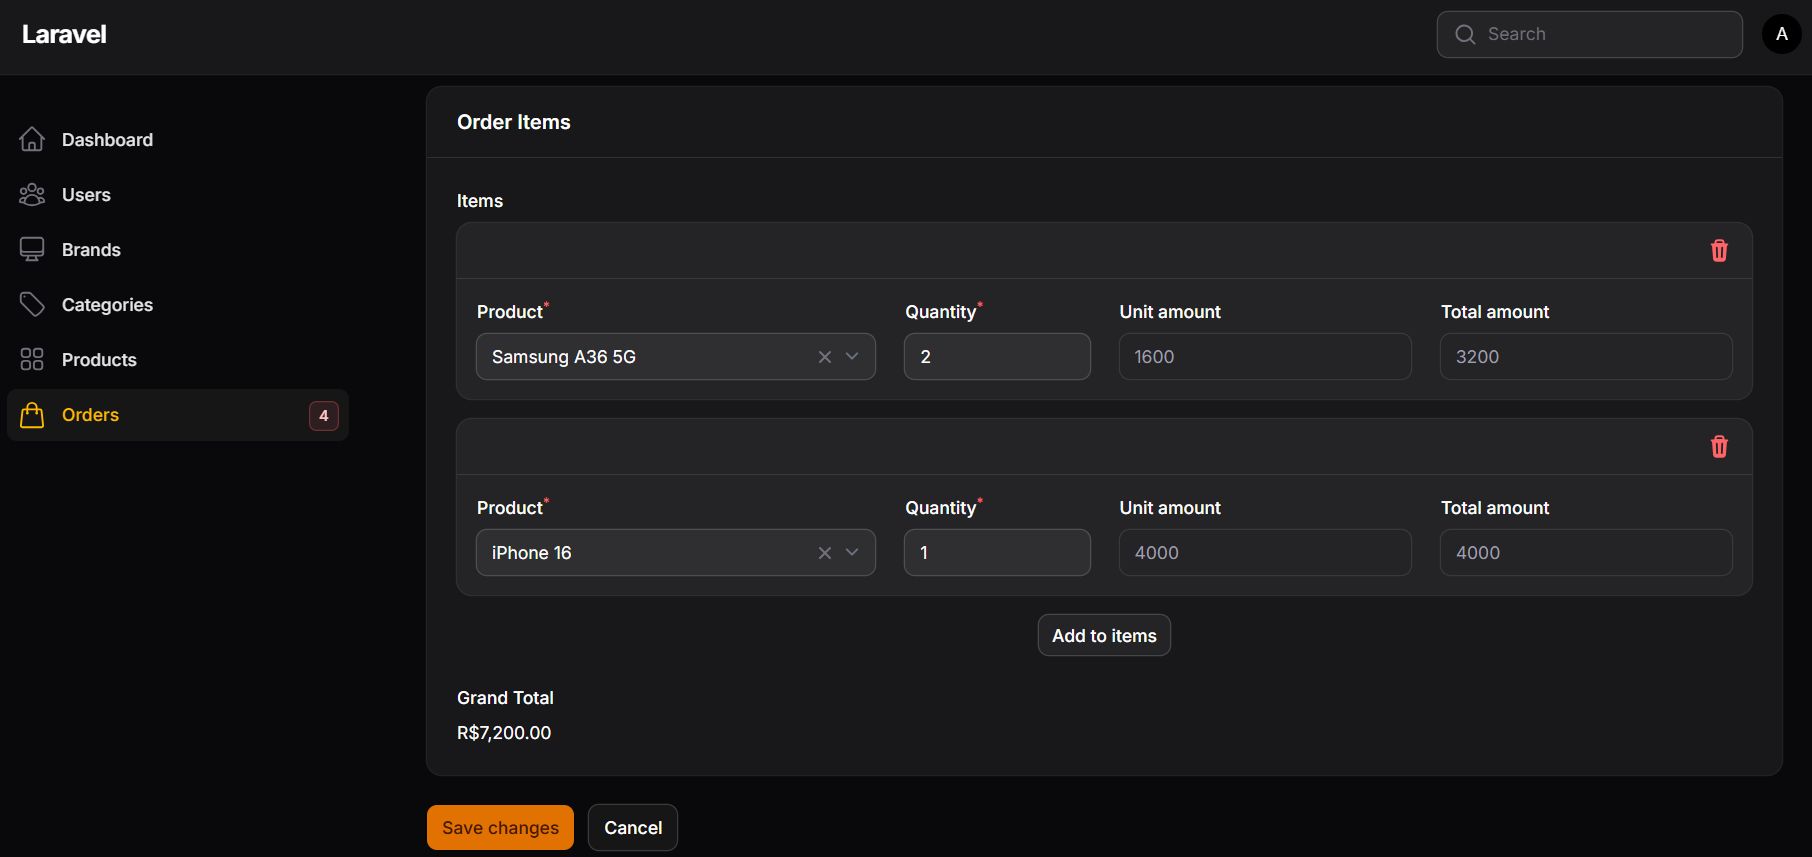 Laravel
Search
A
Dashboard
Users
Brands
Categories
Products
Orders
4
Order Items
Items
Product* Quantity* Unit amount Total amount
Samsung A36 5G 2 1600 3200
Product* Quantity* Unit amount Total amount
iPhone 16 1 4000 4000
Add to items
Grand Total
R$7,200.00
Save changes Cancel